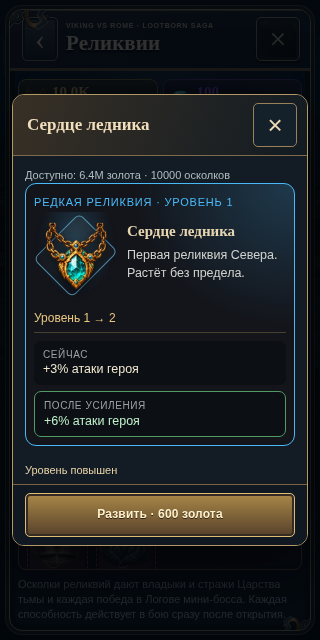 VIKING VS ROME · LOOTBORN SAGA
Реликвии
10.0K
100
Сердце ледника
Доступно: 6.4M золота · 10000 осколков
РЕДКАЯ РЕЛИКВИЯ · УРОВЕНЬ 1
Сердце ледника
Первая реликвия Севера.
Растёт без предела.
Уровень 1 → 2
СЕЙЧАС
+3% атаки героя
ПОСЛЕ УСИЛЕНИЯ
+6% атаки героя
Уровень повышен
Развить · 600 золота
Осколки реликвий дают владыки и стражи Царства
тьмы и каждая победа в Логове мини-босса. Каждая
способность действует в бою сразу после открытия.